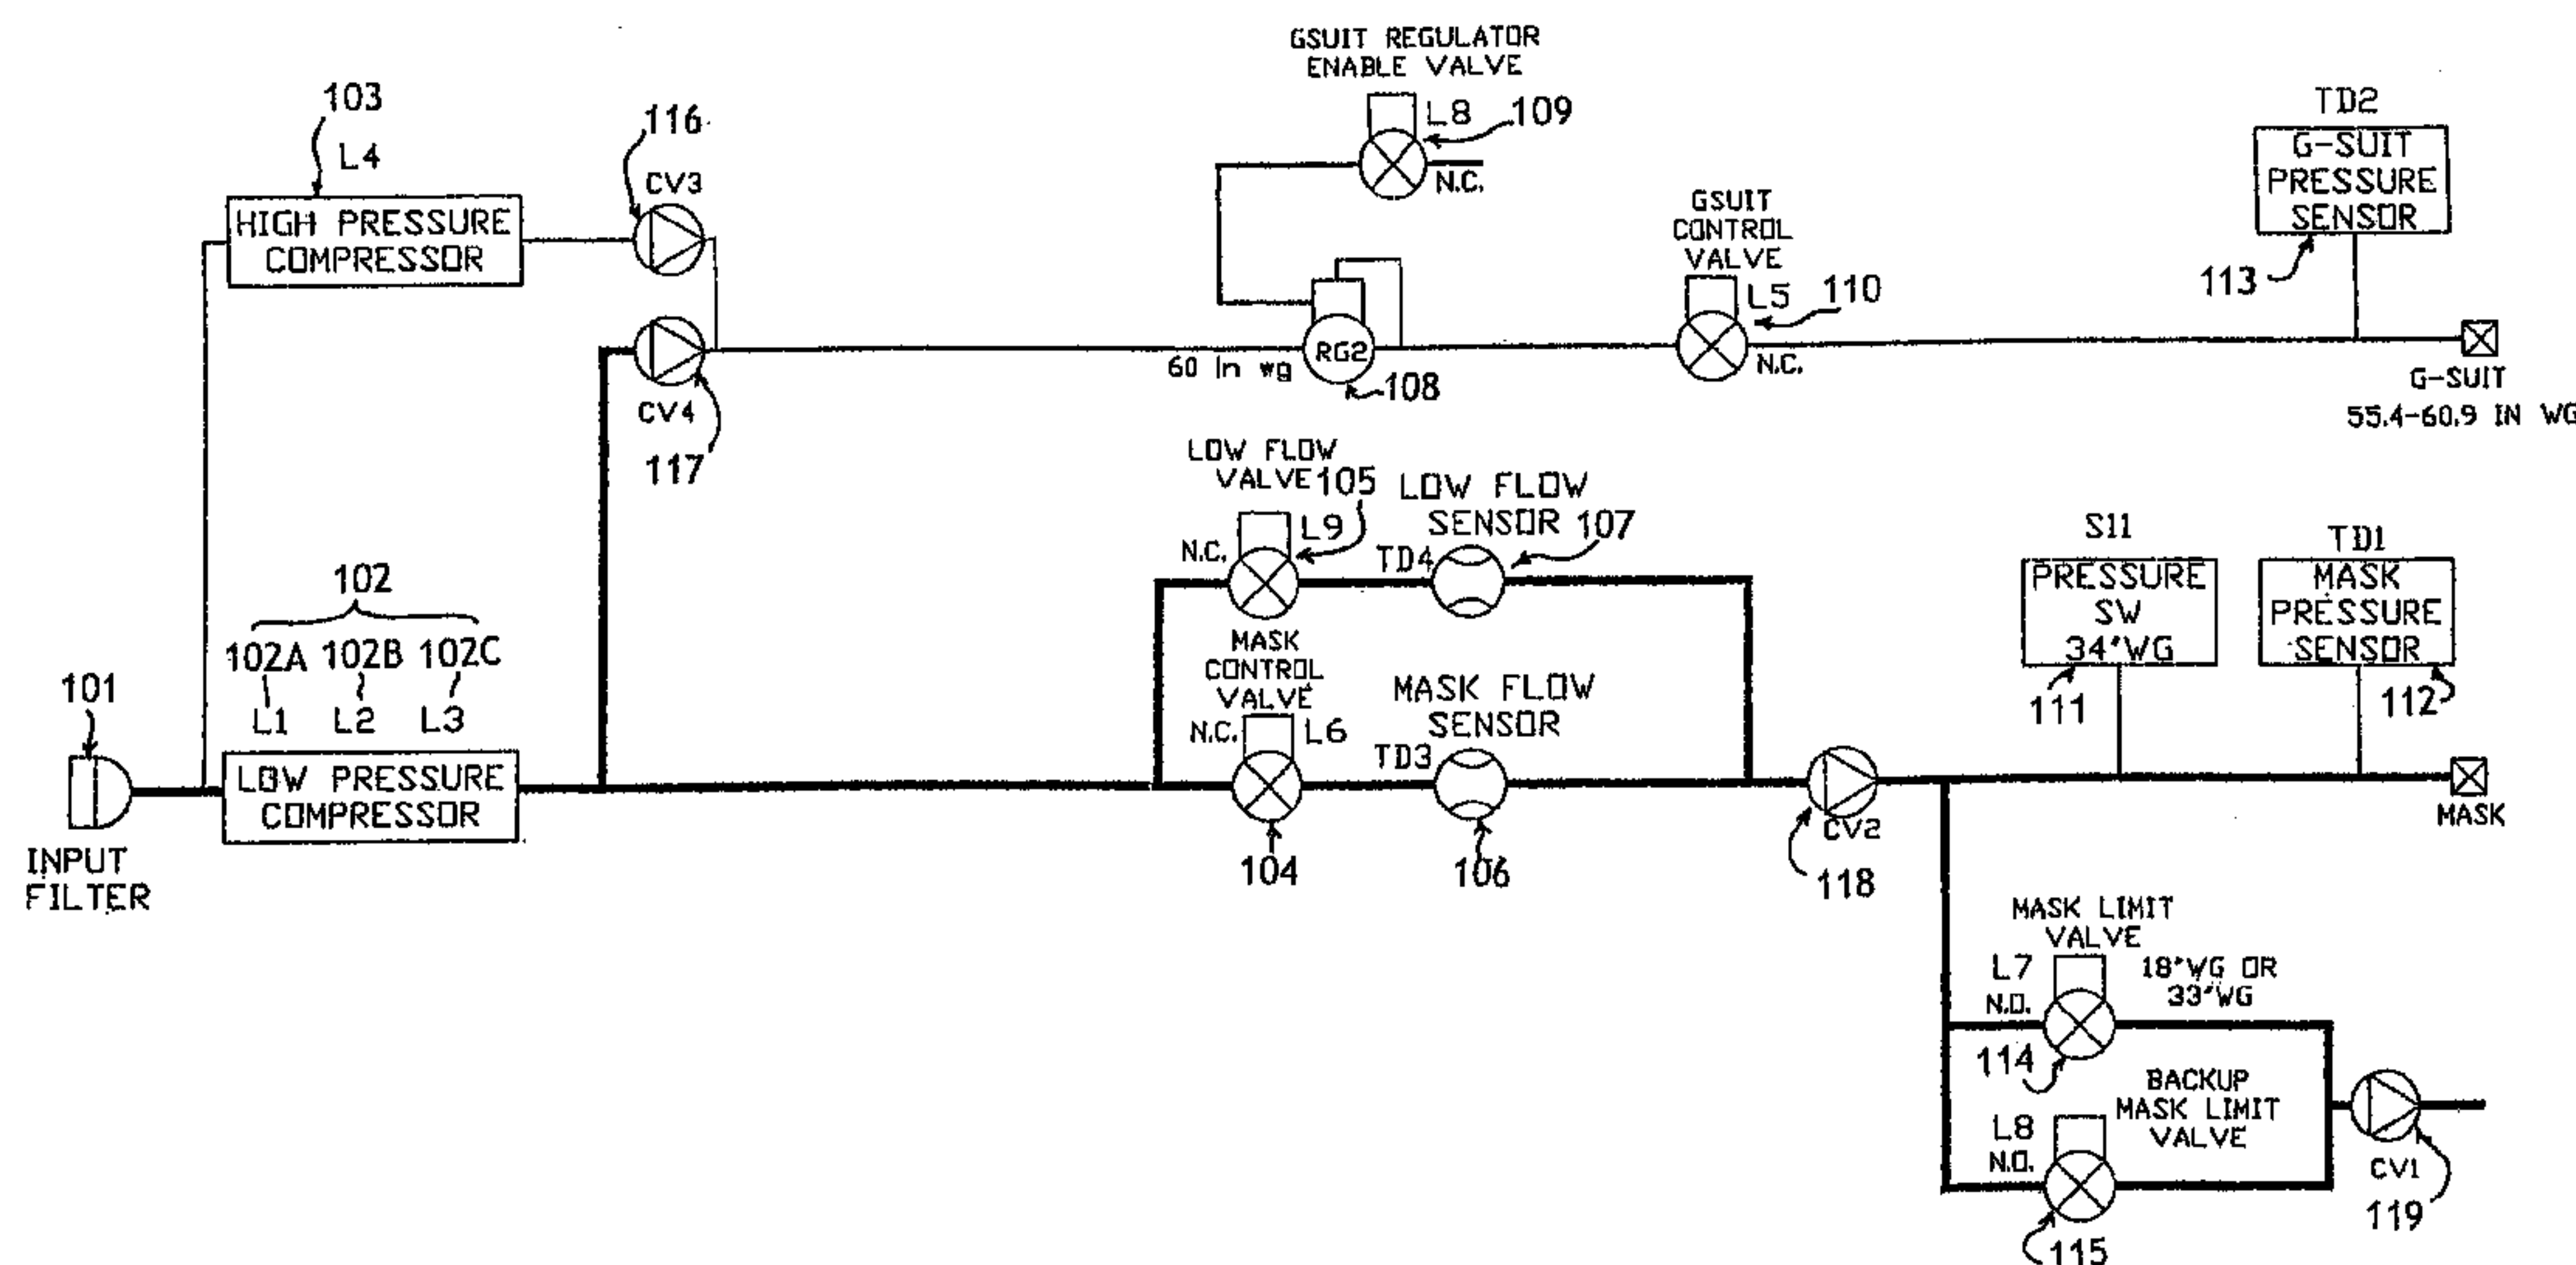 GSUIT REGULATOR
ENABLE VALVE
L8
109
N.C.
103
L4
HIGH PRESSURE
COMPRESSOR
116
CV3
CV4
117
60 In wg
RG2
108
GSUIT
CONTROL
VALVE
L5
110
N.C.
TD2
G-SUIT
PRESSURE
SENSOR
113
G-SUIT
55.4-60.9 IN WG
LOW FLOW
VALVE 105
L9
N.C.
LOW FLOW
SENSOR 107
TD4
102
102A 102B 102C
L1 L2 L3
101
INPUT
FILTER
LOW PRESSURE
COMPRESSOR
MASK
CONTROL
VALVE
N.C.
L6
104
MASK FLOW
SENSOR
TD3
106
CV2
118
S11
PRESSURE
SW
34"WG
111
TD1
MASK
PRESSURE
SENSOR
112
MASK
MASK LIMIT
VALVE
L7
N.O.
18"WG OR
33"WG
114
BACKUP
MASK LIMIT
VALVE
L8
N.O.
115
CV1
119